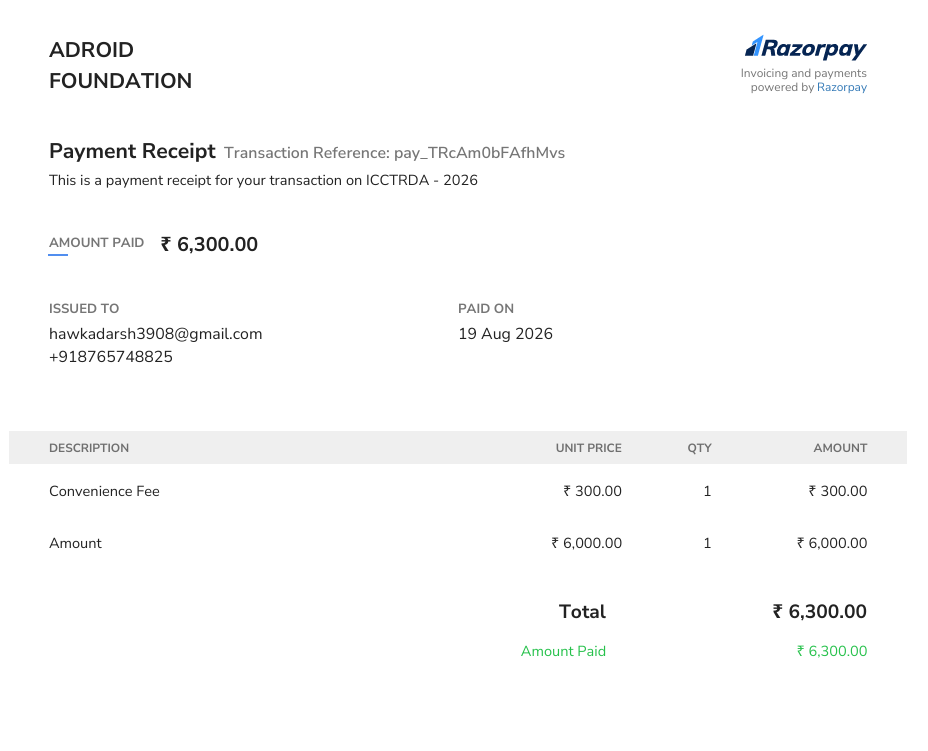 ADROID
FOUNDATION
Razorpay
Invoicing and payments
powered by Razorpay
Payment Receipt Transaction Reference: pay_TRcAm0bFAfhMvs
This is a payment receipt for your transaction on ICCTRDA - 2026
AMOUNT PAID ₹ 6,300.00
ISSUED TO
hawkadarsh3908@gmail.com
+918765748825
PAID ON
19 Aug 2026
DESCRIPTION UNIT PRICE QTY AMOUNT
Convenience Fee ₹ 300.00 1 ₹ 300.00
Amount ₹ 6,000.00 1 ₹ 6,000.00
Total ₹ 6,300.00
Amount Paid ₹ 6,300.00